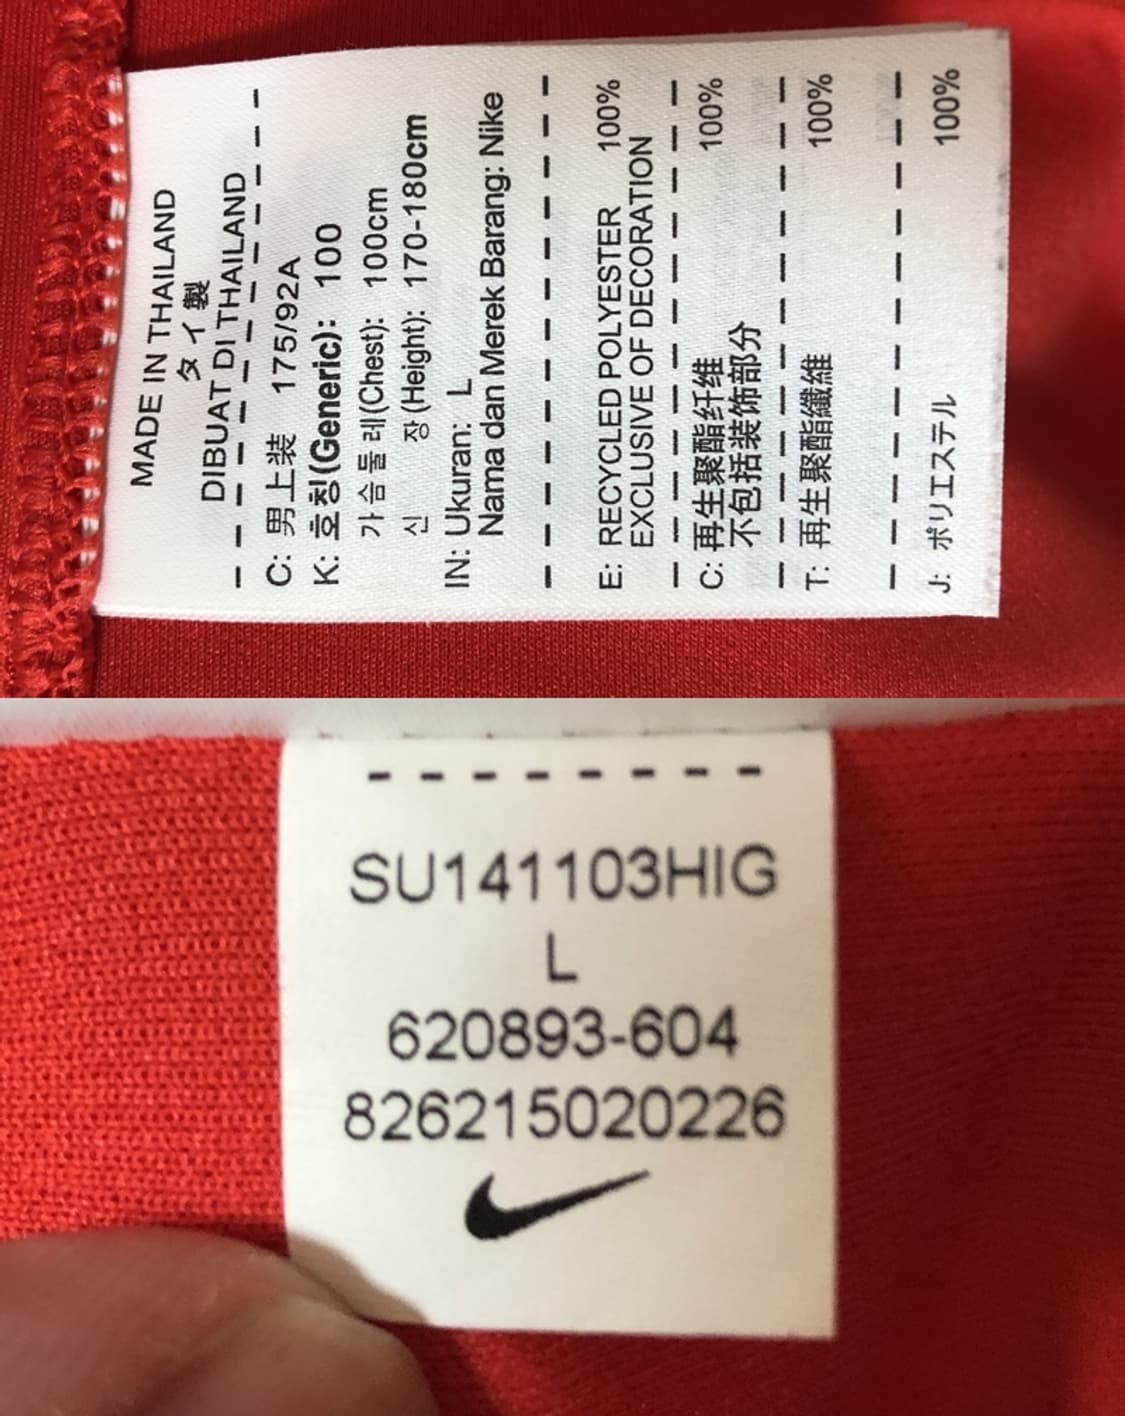 MADE IN THAILAND
タイ製
DIBUAT DI THAILAND
C: 男上装 175/92A
K: 호칭(Generic): 100
가슴둘레(Chest): 100cm
신 장(Height): 170-180cm
IN: Ukuran: L
Nama dan Merek Barang: Nike
E: RECYCLED POLYESTER 100%
EXCLUSIVE OF DECORATION
C: 再生聚酯纤维 100%
不包括装饰部分
T: 再生聚酯纖維 100%
J: ポリエステル 100%
SU141103HIG
L
620893-604
826215020226